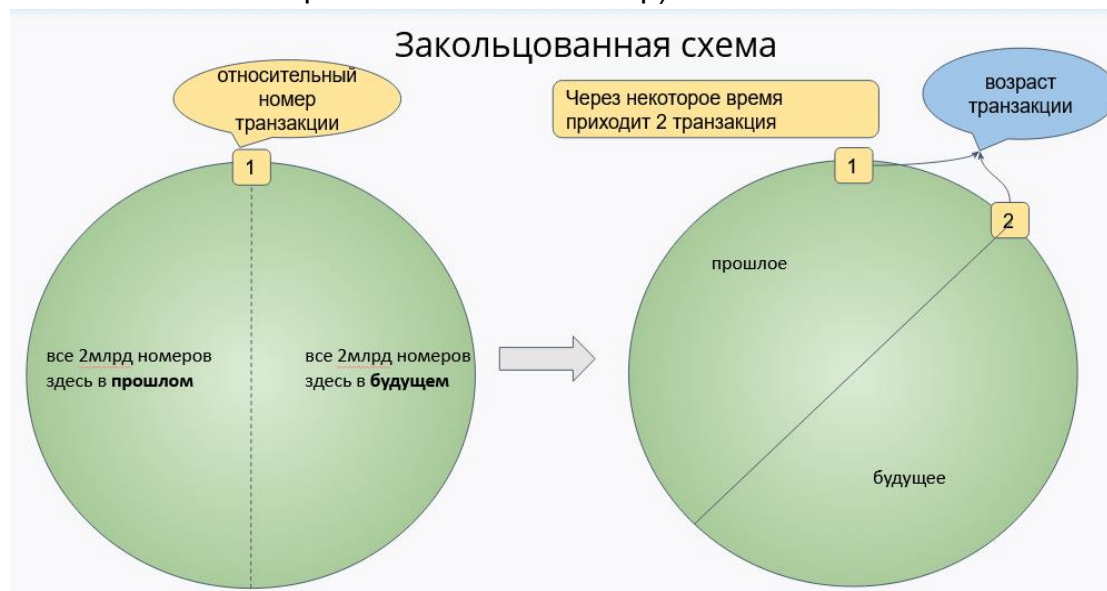 Закольцованная схема
относительный
номер
транзакции
Через некоторое время
приходит 2 транзакция
возраст
транзакции
1
1
2
прошлое
все 2млрд номеров
здесь в прошлом
все 2млрд номеров
здесь в будущем
будущее